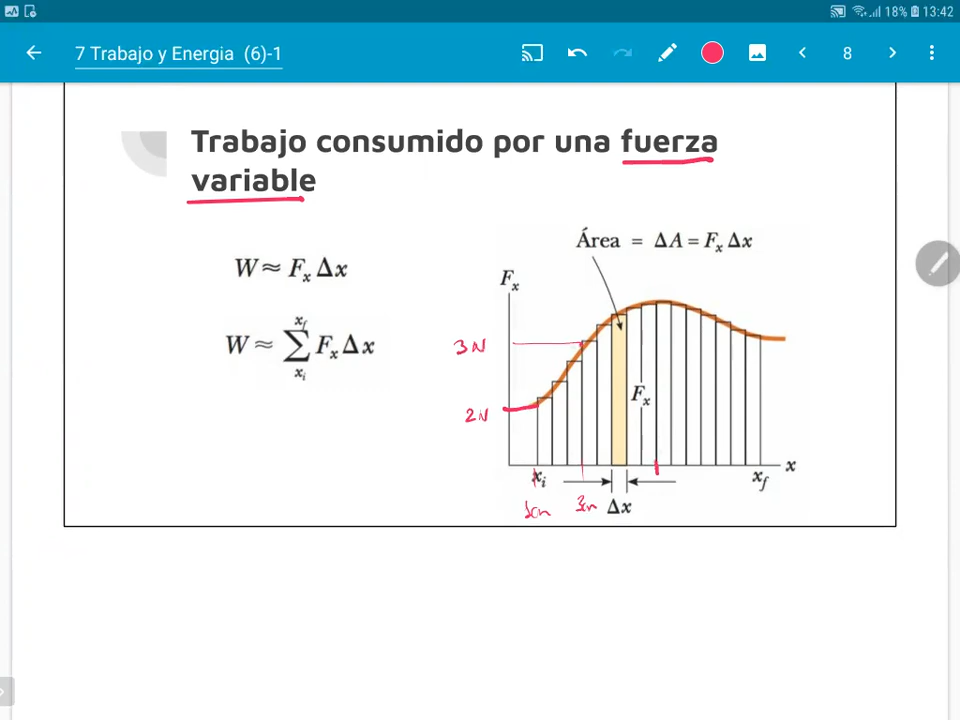 18% 13:42
7 Trabajo y Energia (6)-1
8
Trabajo consumido por una fuerza
variable
Área = ΔA = Fₓ Δx
W ≈ Fₓ Δx
Fₓ
xf
W ≈ ∑ Fₓ Δx
xi
3N
Fₓ
2N
x
xi
xf
Δx